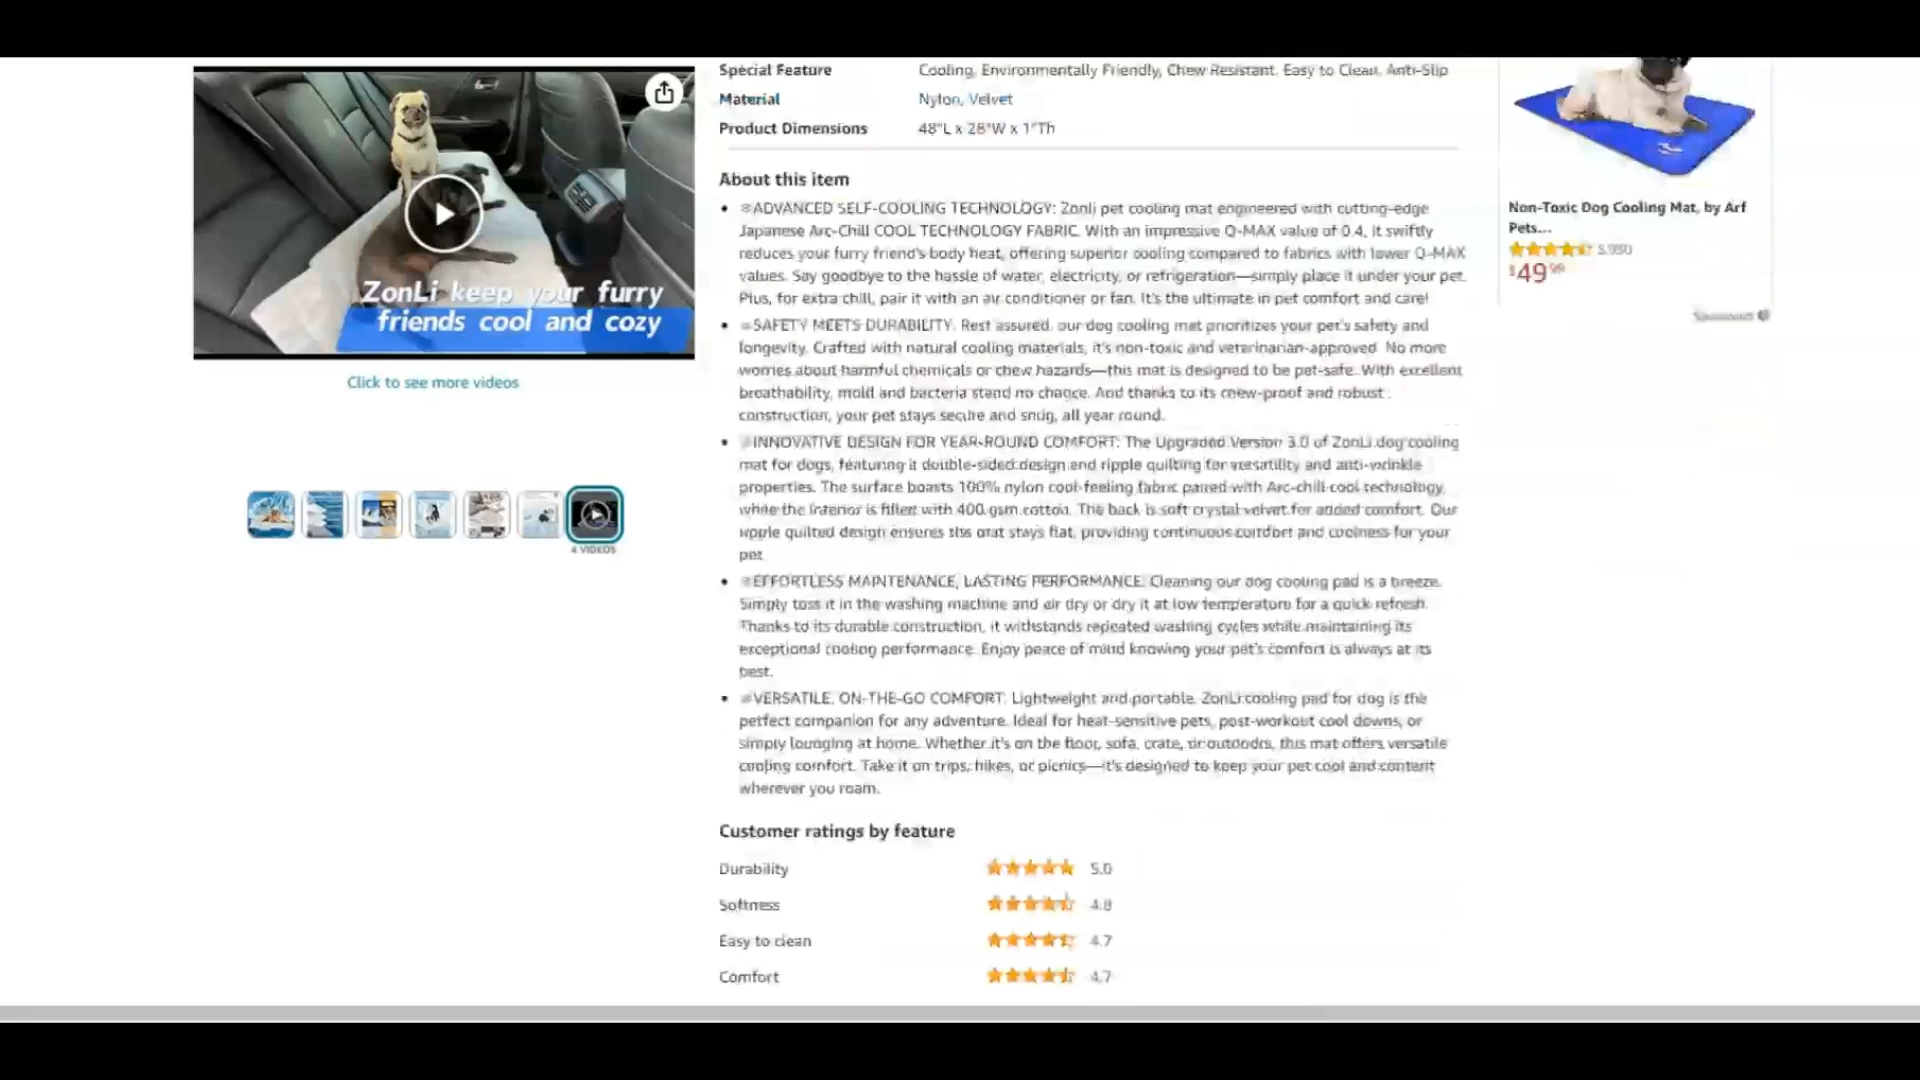 Special Feature Cooling, Environmentally Friendly, Chew Resistant, Easy to Clean, Anti-Slip
Material Nylon, Velvet
Product Dimensions 48"L x 28"W x 1"Th
About this item
ADVANCED SELF-COOLING TECHNOLOGY: Zonli pet cooling mat engineered with cutting-edge
Japanese Arc-Chill COOL TECHNOLOGY FABRIC. With an impressive Q-MAX value of 0.4, it swiftly
reduces your furry friend's body heat, offering superior cooling compared to fabrics with lower Q-MAX
values. Say goodbye to the hassle of water, electricity, or refrigeration—simply place it under your pet.
Plus, for extra chill, pair it with an air conditioner or fan. It's the ultimate in pet comfort and care!
SAFETY MEETS DURABILITY: Rest assured, our dog cooling mat prioritizes your pet's safety and
longevity. Crafted with natural cooling materials, it's non-toxic and veterinarian-approved. No more
worries about harmful chemicals or chew hazards—this mat is designed to be pet-safe. With excellent
breathability, mold and bacteria stand no chance. And thanks to its chew-proof and robust
construction, your pet stays secure and snug, all year round.
INNOVATIVE DESIGN FOR YEAR-ROUND COMFORT: The Upgraded Version 3.0 of ZonLi dog cooling
mat for dogs, featuring a double-sided design and ripple quilting for versatility and anti-wrinkle
properties. The surface boasts 100% nylon cool-feeling fabric paired with Arc-chill cool technology,
while the interior is filled with 400 gsm cotton. The back is soft crystal velvet for added comfort. Our
ripple quilted design ensures the mat stays flat, providing continuous comfort and coolness for your
pet.
EFFORTLESS MAINTENANCE, LASTING PERFORMANCE: Cleaning our dog cooling pad is a breeze.
Simply toss it in the washing machine and air dry or dry it at low temperature for a quick refresh.
Thanks to its durable construction, it withstands repeated washing cycles while maintaining its
exceptional cooling performance. Enjoy peace of mind knowing your pet's comfort is always at its
best.
VERSATILE, ON-THE-GO COMFORT: Lightweight and portable, ZonLi cooling pad for dog is the
perfect companion for any adventure. Ideal for heat-sensitive pets, post-workout cool downs, or
simply lounging at home. Whether it's on the floor, sofa, crate, or outdoors, this mat offers versatile
cooling comfort. Take it on trips, hikes, or picnics—it's designed to keep your pet cool and content
wherever you roam.
Customer ratings by feature
Durability 5.0
Softness 4.8
Easy to clean 4.7
Comfort 4.7
ZonLi keep your furry
friends cool and cozy
Click to see more videos
4 VIDEOS
Non-Toxic Dog Cooling Mat, by Arf
Pets...
$49.99
Sponsored